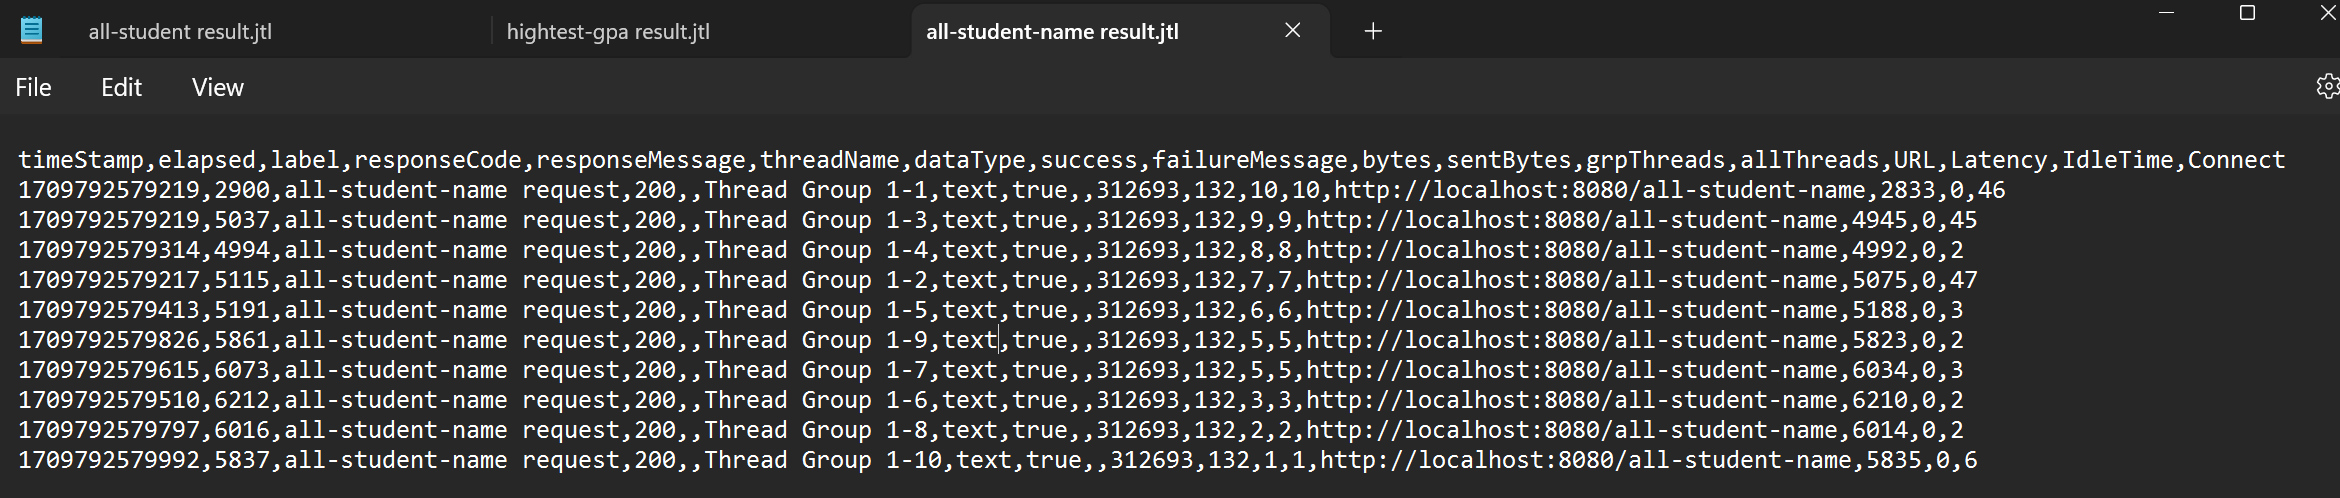 all-student result.jtl
hightest-gpa result.jtl
all-student-name result.jtl
File
Edit
View
timeStamp,elapsed,label,responseCode,responseMessage,threadName,dataType,success,failureMessage,bytes,sentBytes,grpThreads,allThreads,URL,Latency,IdleTime,Connect
1709792579219,2900,all-student-name request,200,,Thread Group 1-1,text,true,,312693,132,10,10,http://localhost:8080/all-student-name,2833,0,46
1709792579219,5037,all-student-name request,200,,Thread Group 1-3,text,true,,312693,132,9,9,http://localhost:8080/all-student-name,4945,0,45
1709792579314,4994,all-student-name request,200,,Thread Group 1-4,text,true,,312693,132,8,8,http://localhost:8080/all-student-name,4992,0,2
1709792579217,5115,all-student-name request,200,,Thread Group 1-2,text,true,,312693,132,7,7,http://localhost:8080/all-student-name,5075,0,47
1709792579413,5191,all-student-name request,200,,Thread Group 1-5,text,true,,312693,132,6,6,http://localhost:8080/all-student-name,5188,0,3
1709792579826,5861,all-student-name request,200,,Thread Group 1-9,text,true,,312693,132,5,5,http://localhost:8080/all-student-name,5823,0,2
1709792579615,6073,all-student-name request,200,,Thread Group 1-7,text,true,,312693,132,5,5,http://localhost:8080/all-student-name,6034,0,3
1709792579510,6212,all-student-name request,200,,Thread Group 1-6,text,true,,312693,132,3,3,http://localhost:8080/all-student-name,6210,0,2
1709792579797,6016,all-student-name request,200,,Thread Group 1-8,text,true,,312693,132,2,2,http://localhost:8080/all-student-name,6014,0,2
1709792579992,5837,all-student-name request,200,,Thread Group 1-10,text,true,,312693,132,1,1,http://localhost:8080/all-student-name,5835,0,6